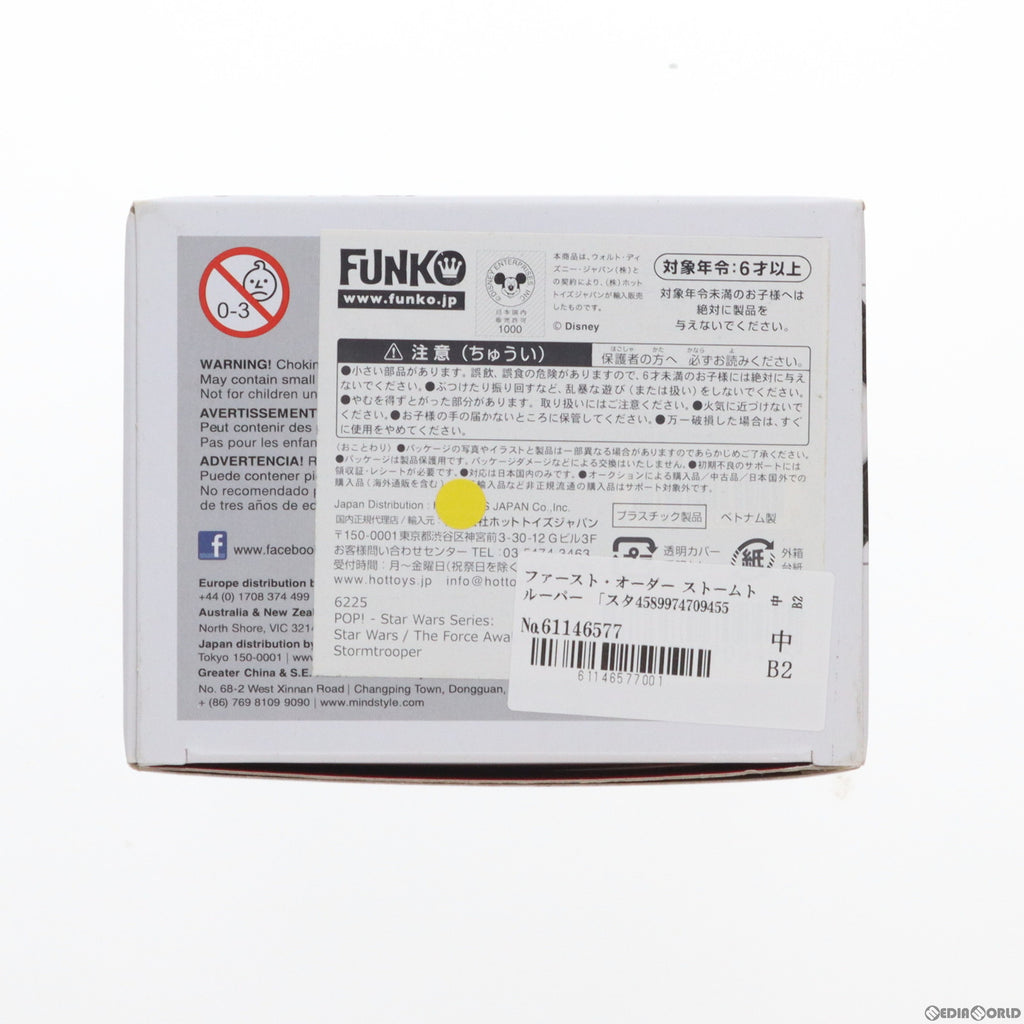 0-3
WARNING! Chokin
May contain small
Not for children un
AVERTISSEMENT
Peut contenir des
Pas pour les enfan
ADVERTENCIA! R
Puede contener pi
No recomendado p
de tres años de ed
f www.faceboo
Europe distribution b
+44 (0) 1708 374 499
Australia & New Zeal
North Shore, VIC 3214
Japan distribution by
Tokyo 150-0001 | www
Greater China & S.E.
No. 68-2 West Xinnan Road | Changping Town, Dongguan,
+ (86) 769 8109 9090 | www.mindstyle.com
FUNKO
www.funko.jp
© DISNEY ENTERPRISES, INC.
日本国内
販売許可
1000
本商品は、ウォルト・ディ
ズニー・ジャパン(株)と
の契約により、(株)ホット
トイズジャパンが輸入販売
したものです。
© Disney
対象年令:6才以上
対象年令未満のお子様へは
絶対に製品を
与えないでください。
注意(ちゅうい)
保護者の方へ 必ずお読みください。
●小さい部品があります。誤飲、誤食の危険がありますので、6才未満のお子様には絶対に与え
ないでください。●ぶつけたり振り回すなど、乱暴な遊び(または扱い)をしないでください。
●やむを得ずとがった部分があります。取り扱いにはご注意ください。●火気に近づけないで
ください。●お子様の手の届かないところに保管してください。●万一破損した場合は、すぐ
に使用をやめてください。
(おことわり)●パッケージの写真やイラストと製品は一部異なる場合がありますのであらかじめご了承ください。
●パッケージは製品保護用です。パッケージダメージなどによる交換はいたしません。●初期不良のサポートには
領収証・レシートが必要です。●対応は日本国内のみです。●オークションによる購入品/中古品/日本国外での
購入品(海外通販を含む) 輸入品など非正規流通の購入品はサポート対象外です。
Japan Distribution : H S JAPAN Co.,Inc.
国内正規代理店/輸入元 社ホットトイズジャパン
〒150-0001 東京都渋谷区神宮前3-30-12 Gビル3F
お客様問い合わせセンター TEL : 03-5474-3463
受付時間:月〜金曜日(祝祭日を除く
www.hottoys.jp info@hotto
プラスチック製品
ベトナム製
透明カバー
紙
外箱
台紙
6225
POP! - Star Wars Series:
Star Wars / The Force Awa
Stormtrooper
ファースト・オーダー ストームト
ルーパー 「スタ4589974709455
中 B2
№61146577
61146577001
中
B2
MEDIAWORLD